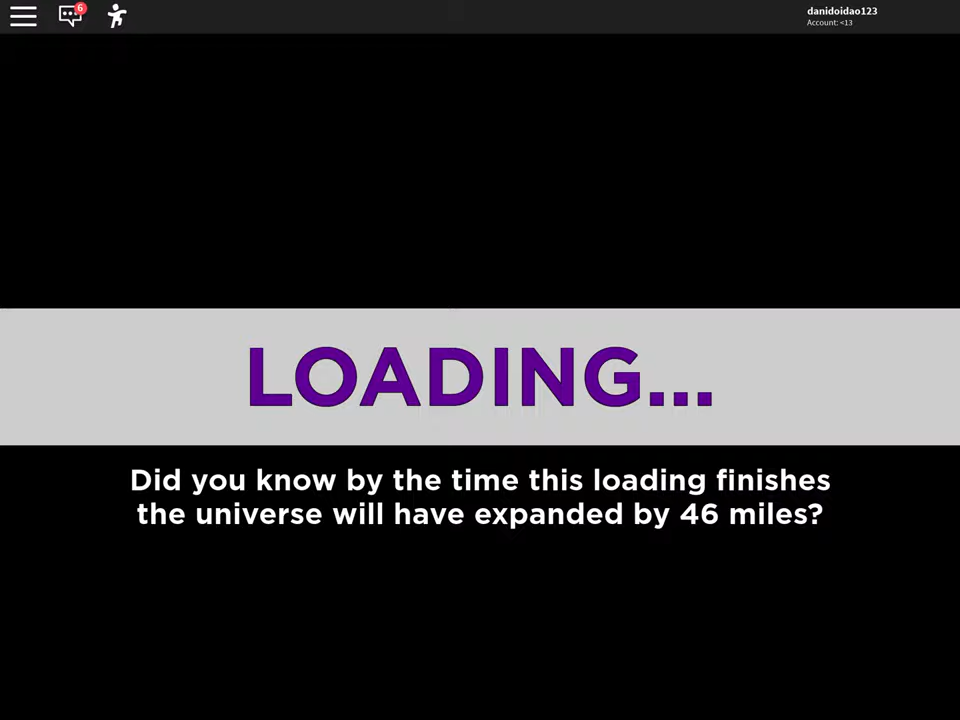 6
danidoidao123
Account: <13
LOADING...
Did you know by the time this loading finishes
the universe will have expanded by 46 miles?